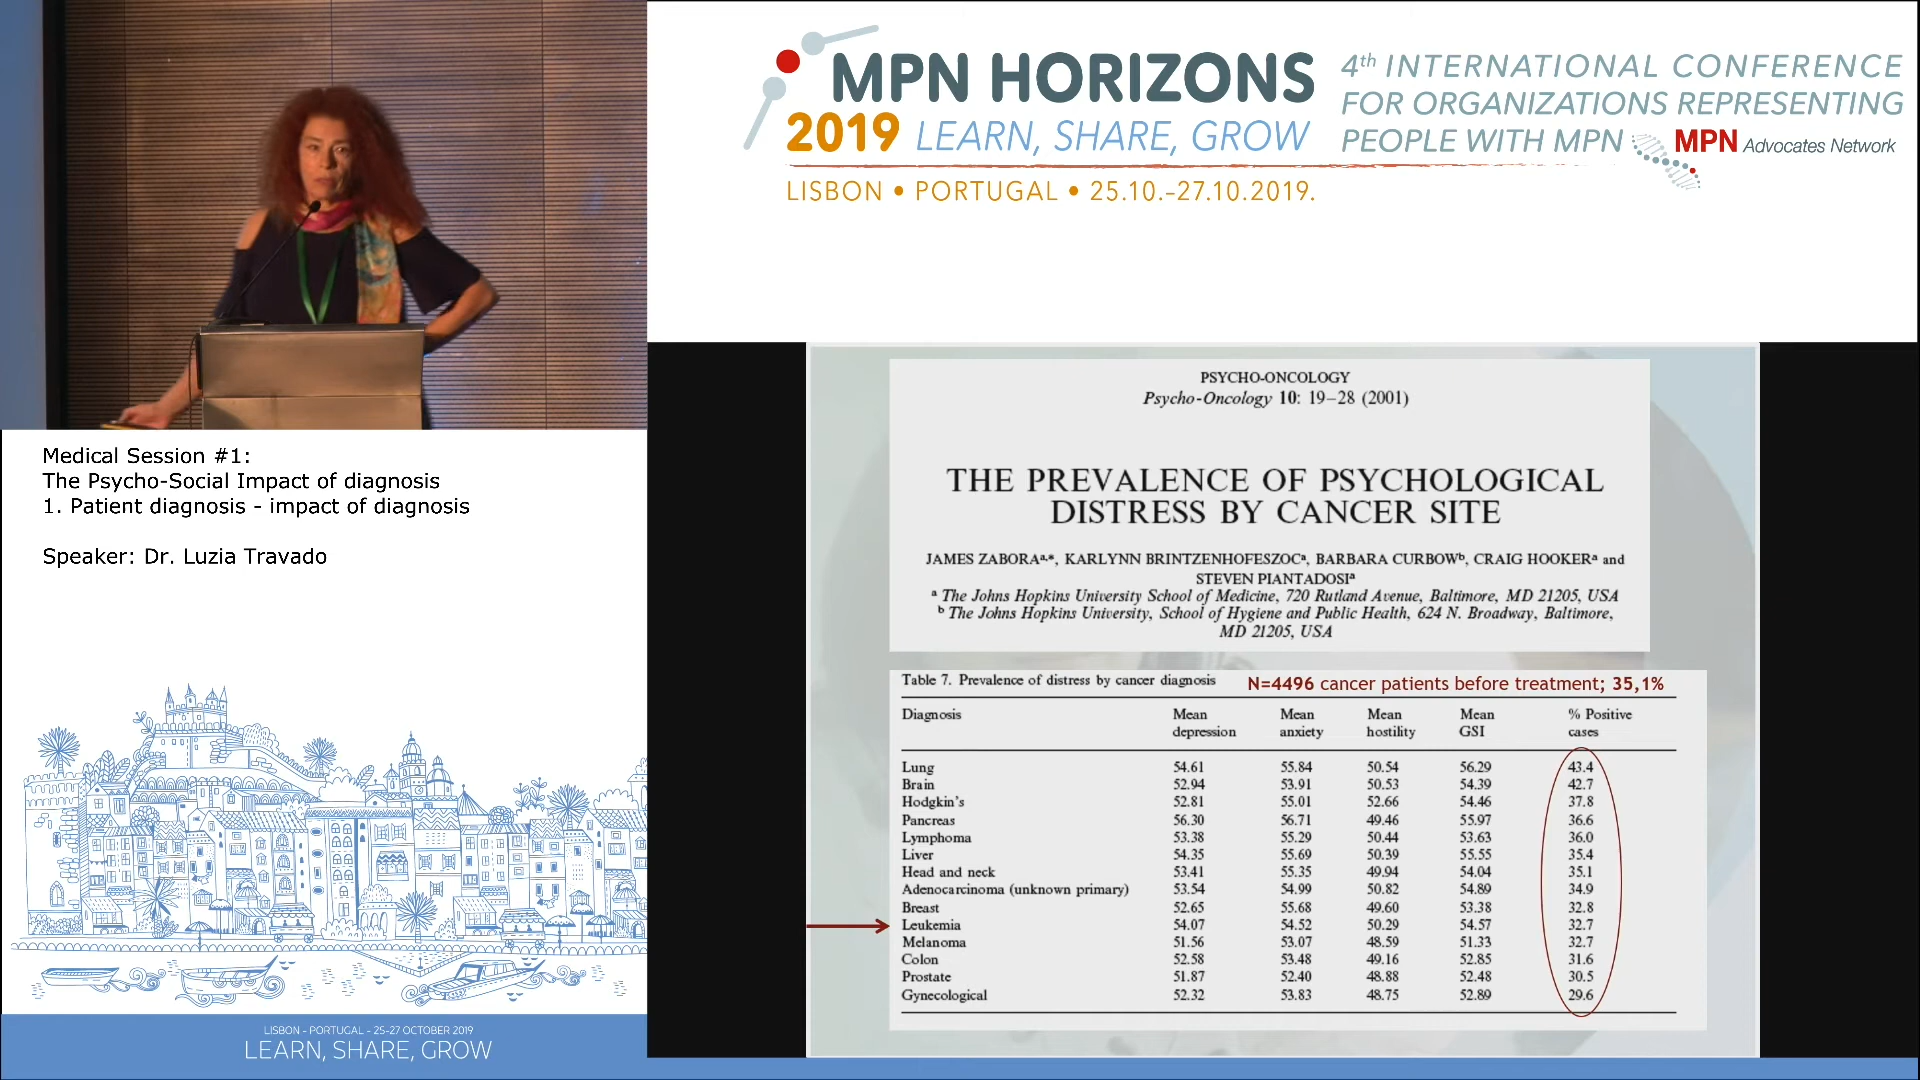 MPN HORIZONS
2019 LEARN, SHARE, GROW
LISBON • PORTUGAL • 25.10.-27.10.2019.
4th INTERNATIONAL CONFERENCE
FOR ORGANIZATIONS REPRESENTING
PEOPLE WITH MPN
MPN Advocates Network
Medical Session #1:
The Psycho-Social Impact of diagnosis
1. Patient diagnosis - impact of diagnosis
Speaker: Dr. Luzia Travado
LISBON - PORTUGAL - 25-27 OCTOBER 2019
LEARN, SHARE, GROW
PSYCHO-ONCOLOGY
Psycho-Oncology 10: 19–28 (2001)
THE PREVALENCE OF PSYCHOLOGICAL
DISTRESS BY CANCER SITE
JAMES ZABORAa,*, KARLYNN BRINTZENHOFESZOCa, BARBARA CURBOWb, CRAIG HOOKERa and
STEVEN PIANTADOSIa
a The Johns Hopkins University School of Medicine, 720 Rutland Avenue, Baltimore, MD 21205, USA
b The Johns Hopkins University, School of Hygiene and Public Health, 624 N. Broadway, Baltimore,
MD 21205, USA
Table 7. Prevalence of distress by cancer diagnosis N=4496 cancer patients before treatment; 35,1%
Diagnosis Mean depression Mean anxiety Mean hostility Mean GSI % Positive cases
Lung 54.61 55.84 50.54 56.29 43.4
Brain 52.94 53.91 50.53 54.39 42.7
Hodgkin's 52.81 55.01 52.66 54.46 37.8
Pancreas 56.30 56.71 49.46 55.97 36.6
Lymphoma 53.38 55.29 50.44 53.63 36.0
Liver 54.35 55.69 50.39 55.55 35.4
Head and neck 53.41 55.35 49.94 54.04 35.1
Adenocarcinoma (unknown primary) 53.54 54.99 50.82 54.89 34.9
Breast 52.65 55.68 49.60 53.38 32.8
Leukemia 54.07 54.52 50.29 54.57 32.7
Melanoma 51.56 53.07 48.59 51.33 32.7
Colon 52.58 53.48 49.16 52.85 31.6
Prostate 51.87 52.40 48.88 52.48 30.5
Gynecological 52.32 53.83 48.75 52.89 29.6